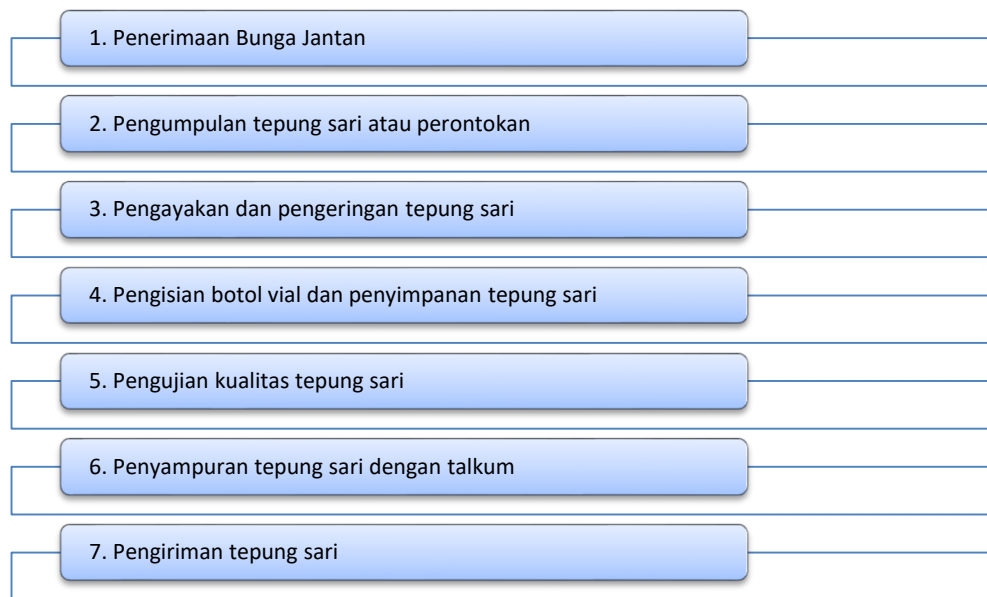 1. Penerimaan Bunga Jantan
2. Pengumpulan tepung sari atau perontokan
3. Pengayakan dan pengeringan tepung sari
4. Pengisian botol vial dan penyimpanan tepung sari
5. Pengujian kualitas tepung sari
6. Penyampuran tepung sari dengan talkum
7. Pengiriman tepung sari